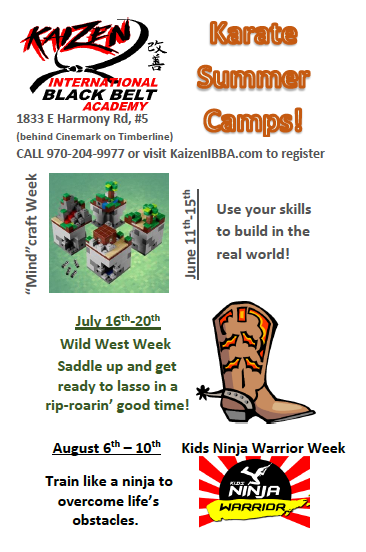 KAIZEN
改
善
INTERNATIONAL
BLACK BELT
ACADEMY
Karate
Summer
Camps!
1833 E Harmony Rd, #5
(behind Cinemark on Timberline)
CALL 970-204-9977 or visit KaizenIBBA.com to register
“Mind”craft Week
June 11th-15th
Use your skills
to build in the
real world!
July 16th-20th
Wild West Week
Saddle up and get
ready to lasso in a
rip-roarin’ good time!
August 6th – 10th
Kids Ninja Warrior Week
Train like a ninja to
overcome life’s
obstacles.
KIDS
NINJA
WARRIOR